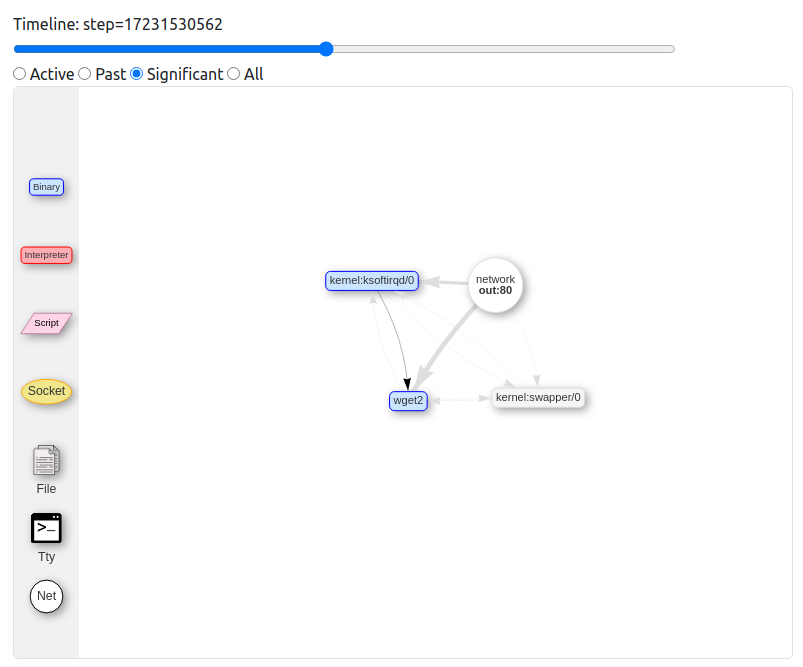 Timeline: step=17231530562
Active Past Significant All
Binary
Interpreter
Script
Socket
File
>_
Tty
Net
kernel:ksoftirqd/0
network
out:80
wget2
kernel:swapper/0